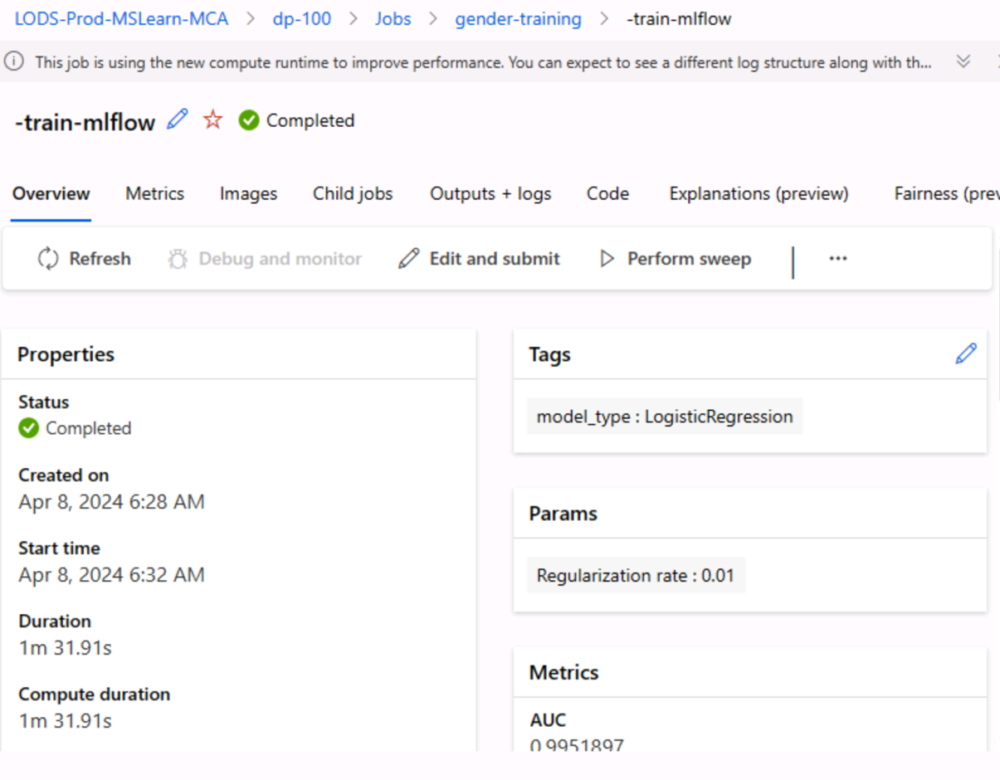 LODS-Prod-MSLearn-MCA > dp-100 > Jobs > gender-training > -train-mlflow
This job is using the new compute runtime to improve performance. You can expect to see a different log structure along with th...
-train-mlflow Completed
Overview Metrics Images Child jobs Outputs + logs Code Explanations (preview) Fairness (prev
Refresh Debug and monitor Edit and submit Perform sweep | ...
Properties
Status
Completed
Created on
Apr 8, 2024 6:28 AM
Start time
Apr 8, 2024 6:32 AM
Duration
1m 31.91s
Compute duration
1m 31.91s
Tags
model_type : LogisticRegression
Params
Regularization rate : 0.01
Metrics
AUC
0.9951897